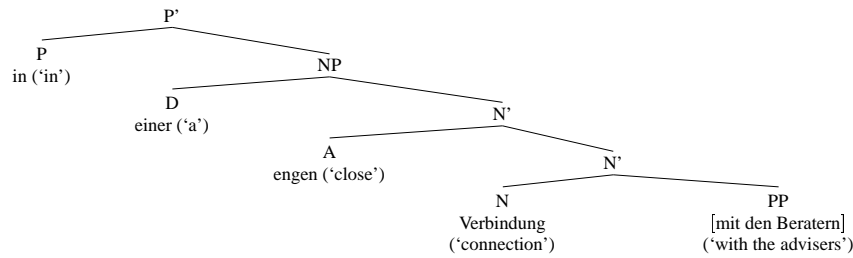 P’
P
in (‘in’)
NP
D
einer (‘a’)
N’
A
engen (‘close’)
N’
N
Verbindung
(‘connection’)
PP
[mit den Beratern]
(‘with the advisers’)